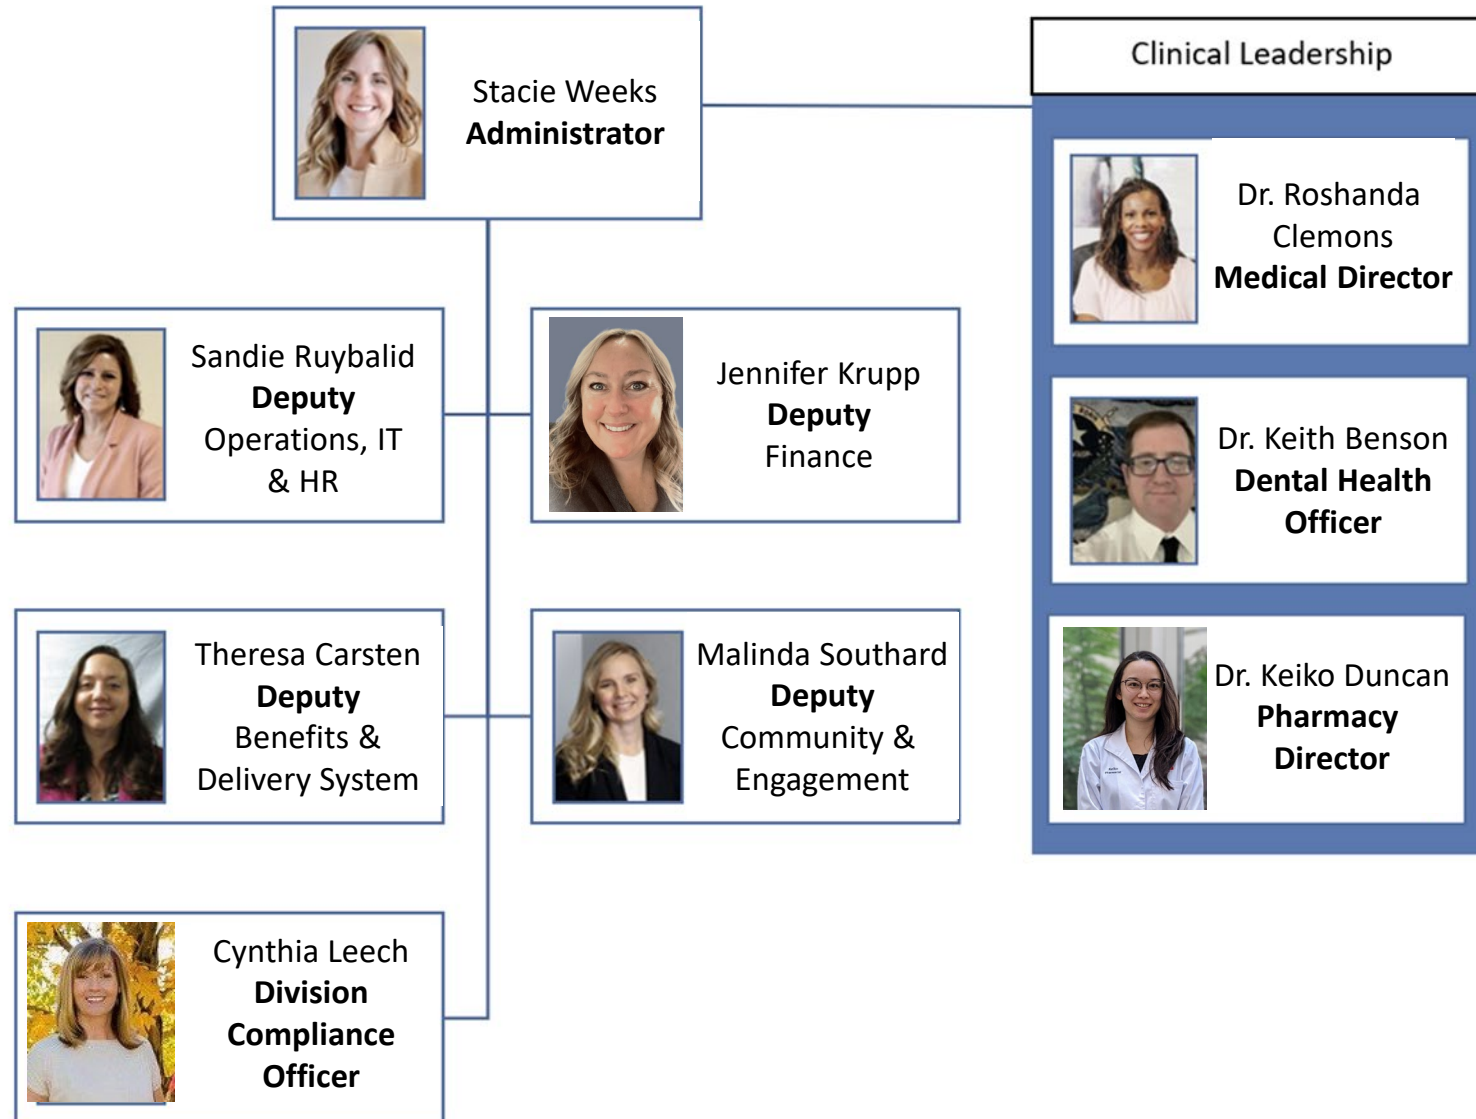 Stacie Weeks
Administrator
Clinical Leadership
Dr. Roshanda
Clemons
Medical Director
Sandie Ruybalid
Deputy
Operations, IT
& HR
Jennifer Krupp
Deputy
Finance
Dr. Keith Benson
Dental Health
Officer
Theresa Carsten
Deputy
Benefits &
Delivery System
Malinda Southard
Deputy
Community &
Engagement
Dr. Keiko Duncan
Pharmacy
Director
Cynthia Leech
Division
Compliance
Officer